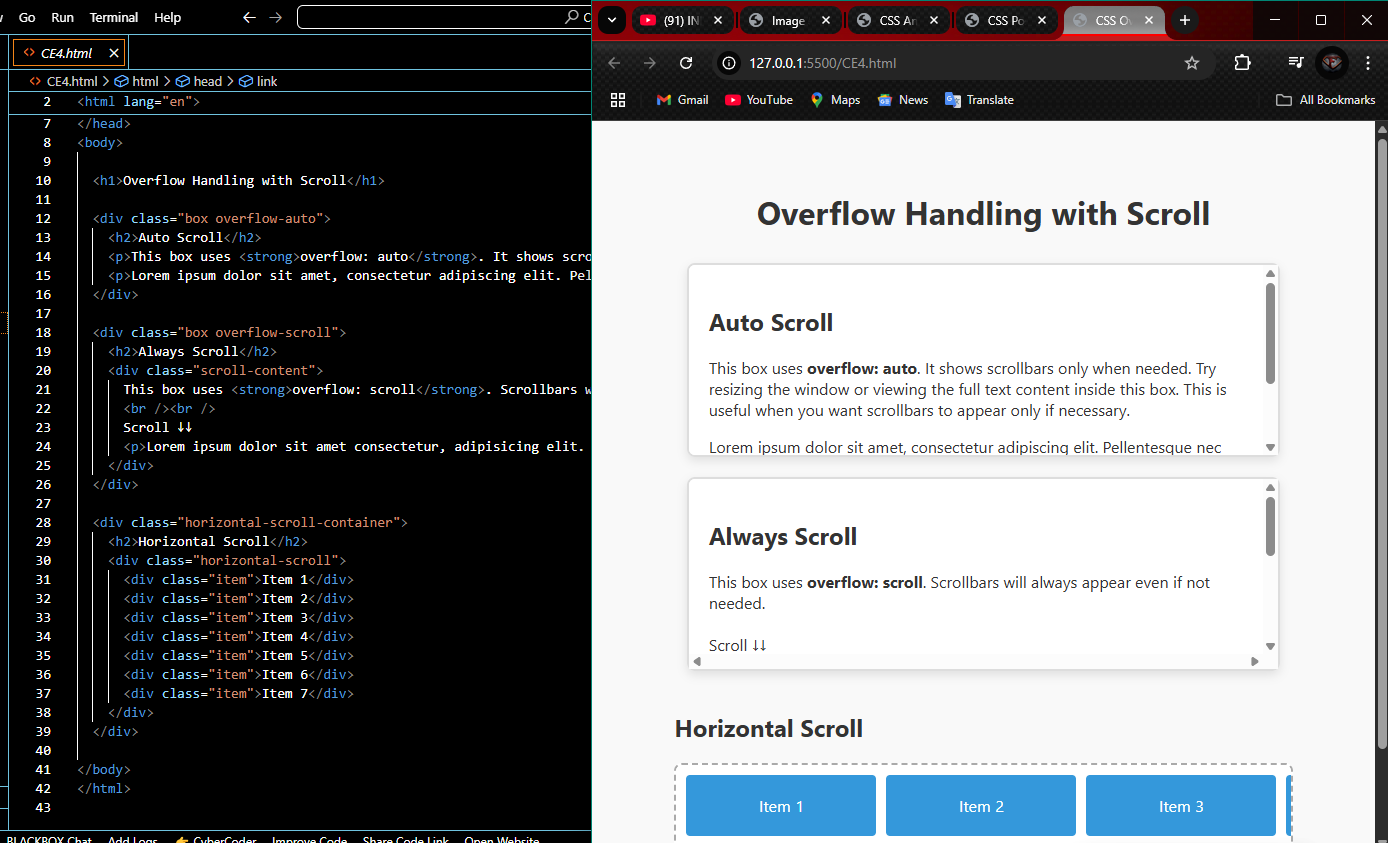 Go Run Terminal Help
CE4.html
CE4.html > html > head > link
2 <html lang="en">
7 </head>
8 <body>
9
10 <h1>Overflow Handling with Scroll</h1>
11
12 <div class="box overflow-auto">
13 <h2>Auto Scroll</h2>
14 <p>This box uses <strong>overflow: auto</strong>. It shows scro
15 <p>Lorem ipsum dolor sit amet, consectetur adipiscing elit. Pel
16 </div>
17
18 <div class="box overflow-scroll">
19 <h2>Always Scroll</h2>
20 <div class="scroll-content">
21 This box uses <strong>overflow: scroll</strong>. Scrollbars w
22 <br /><br />
23 Scroll ↓↓
24 <p>Lorem ipsum dolor sit amet consectetur, adipisicing elit.
25 </div>
26 </div>
27
28 <div class="horizontal-scroll-container">
29 <h2>Horizontal Scroll</h2>
30 <div class="horizontal-scroll">
31 <div class="item">Item 1</div>
32 <div class="item">Item 2</div>
33 <div class="item">Item 3</div>
34 <div class="item">Item 4</div>
35 <div class="item">Item 5</div>
36 <div class="item">Item 6</div>
37 <div class="item">Item 7</div>
38 </div>
39 </div>
40
41 </body>
42 </html>
43
BLACKBOX Chat Add Logs 👉 CyberCoder Improve Code Share Code Link Open Website
(91) IN Image CSS Ar CSS Po CSS O
127.0.0.1:5500/CE4.html
Gmail YouTube Maps News Translate All Bookmarks
Overflow Handling with Scroll
Auto Scroll
This box uses overflow: auto. It shows scrollbars only when needed. Try
resizing the window or viewing the full text content inside this box. This is
useful when you want scrollbars to appear only if necessary.
Lorem ipsum dolor sit amet, consectetur adipiscing elit. Pellentesque nec
Always Scroll
This box uses overflow: scroll. Scrollbars will always appear even if not
needed.
Scroll ↓↓
Horizontal Scroll
Item 1 Item 2 Item 3